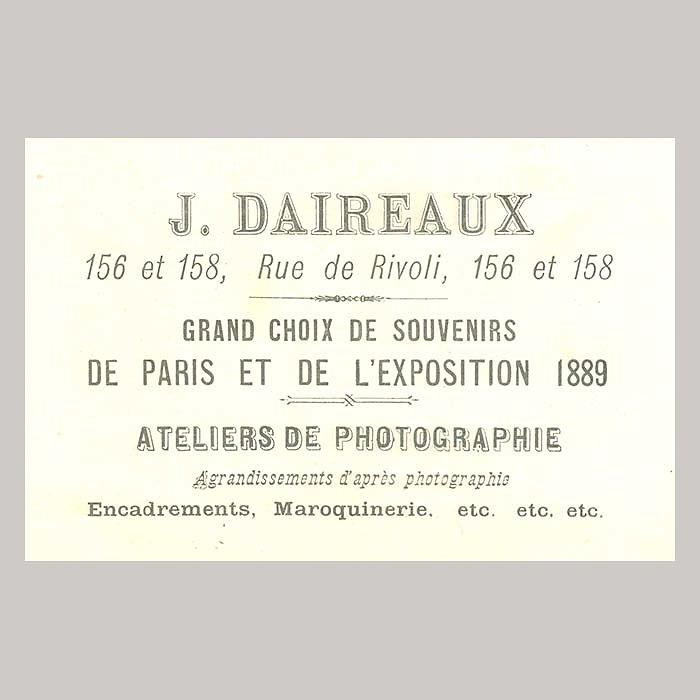 J. DAIREAUX
156 et 158, Rue de Rivoli, 156 et 158
GRAND CHOIX DE SOUVENIRS
DE PARIS ET DE L'EXPOSITION 1889
ATELIERS DE PHOTOGRAPHIE
Agrandissements d'après photographie
Encadrements, Maroquinerie, etc. etc. etc.